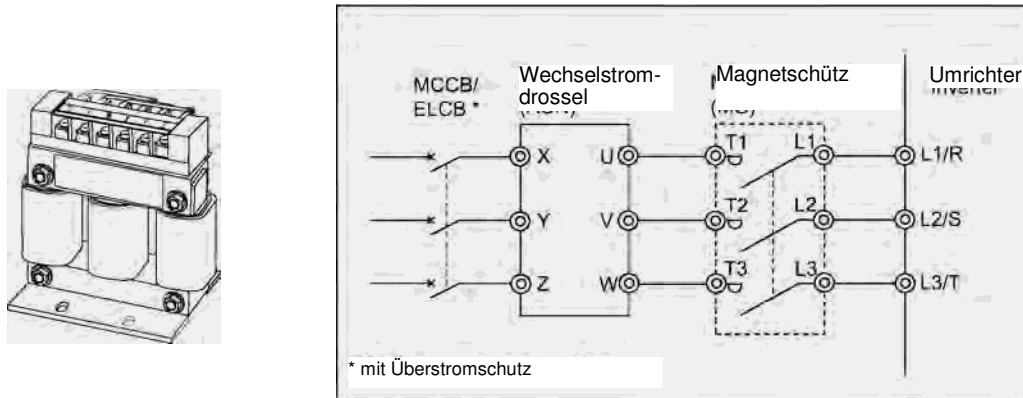 MCCB/
ELCB *
Wechselstrom-
drossel
Magnetschütz
Umrichter
X
U
T1
L1
L1/R
Y
V
T2
L2
L2/S
Z
W
T3
L3
L3/T
* mit Überstromschutz